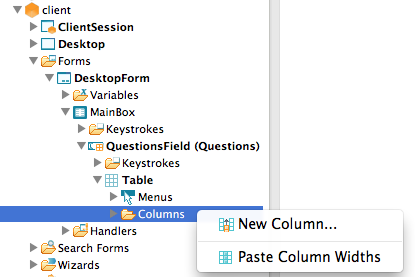 client
ClientSession
Desktop
Forms
DesktopForm
Variables
MainBox
Keystrokes
QuestionsField (Questions)
Keystrokes
Table
Menus
Columns
Handlers
Search Forms
Wizards
New Column...
Paste Column Widths